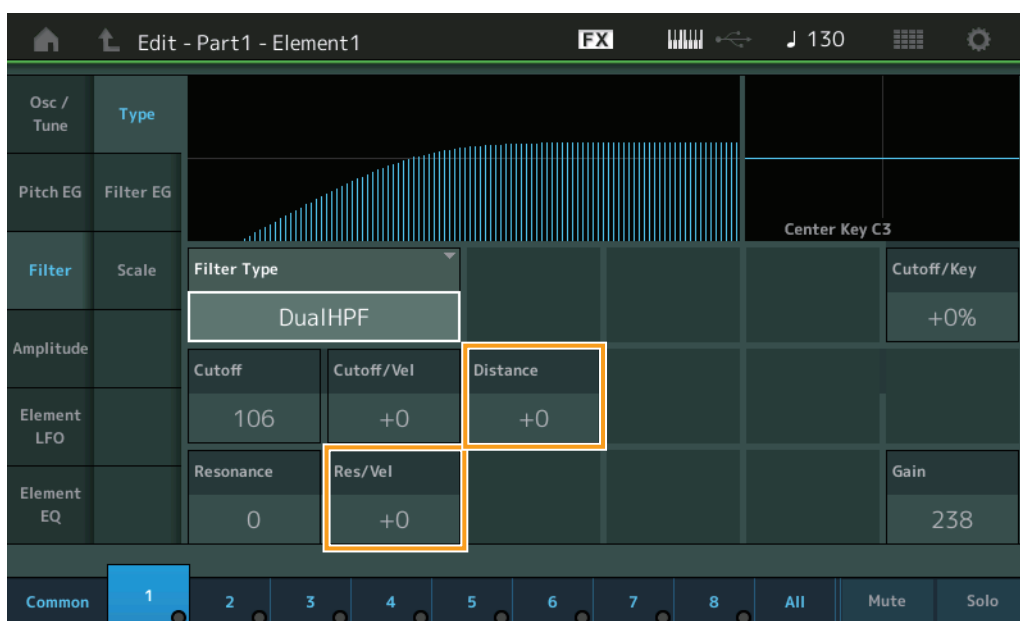 Edit - Part1 - Element1
FX
♩ 130
Osc /
Tune
Type
Pitch EG
Filter EG
Center Key C3
Filter
Scale
Filter Type
DualHPF
Cutoff/Key
+0%
Amplitude
Cutoff
Cutoff/Vel
Distance
106
+0
+0
Element
LFO
Resonance
Res/Vel
Gain
0
+0
238
Element
EQ
Common
1
2
3
4
5
6
7
8
All
Mute
Solo